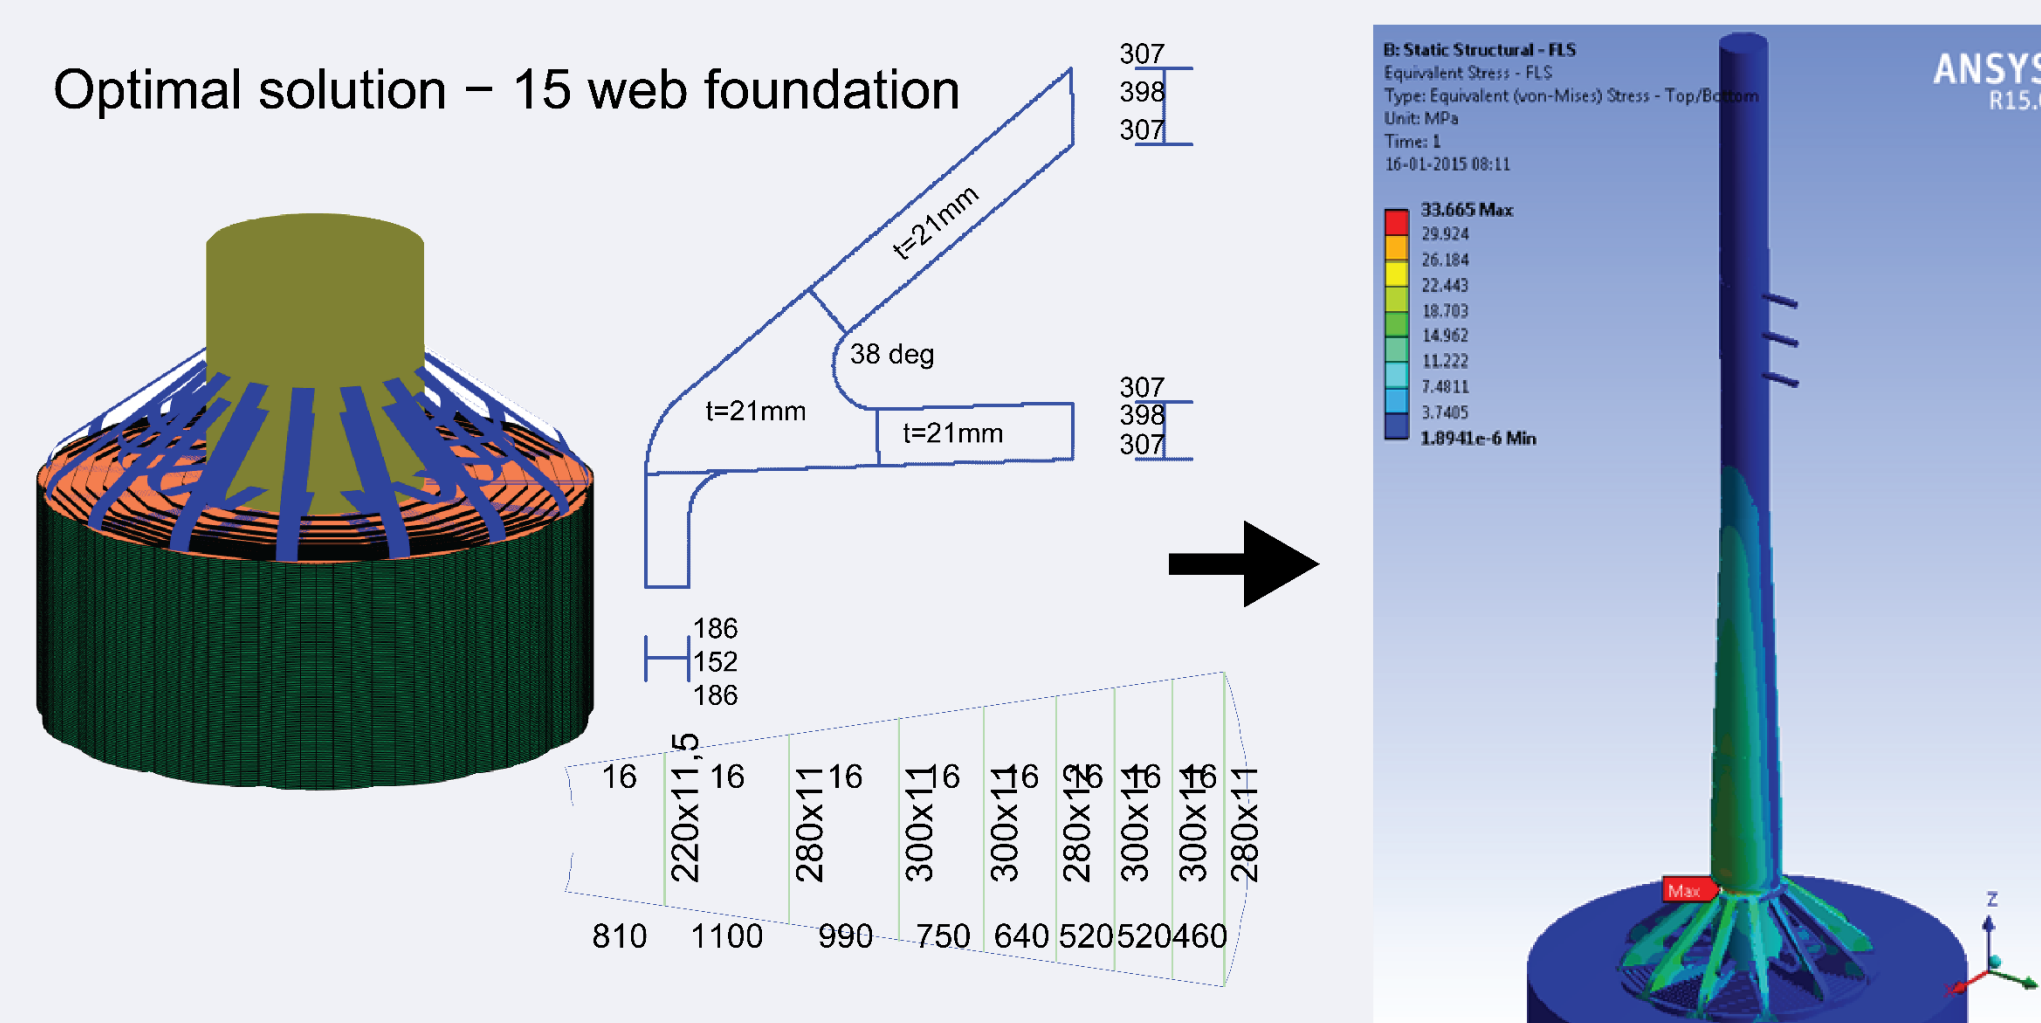 Optimal solution − 15 web foundation
307
398
307
t=21mm
38 deg
t=21mm
t=21mm
307
398
307
186
152
186
16
220x11,5
16
280x11
16
300x11
16
300x11
16
280x12
16
300x11
16
300x11
16
280x11
810
1100
990
750
640
520
520
460
B: Static Structural - FLS
Equivalent Stress - FLS
Type: Equivalent (von-Mises) Stress - Top/Bottom
Unit: MPa
Time: 1
16-01-2015 08:11
33.665 Max
29.924
26.184
22.443
18.703
14.962
11.222
7.4811
3.7405
1.8941e-6 Min
ANSYS
Max
Z